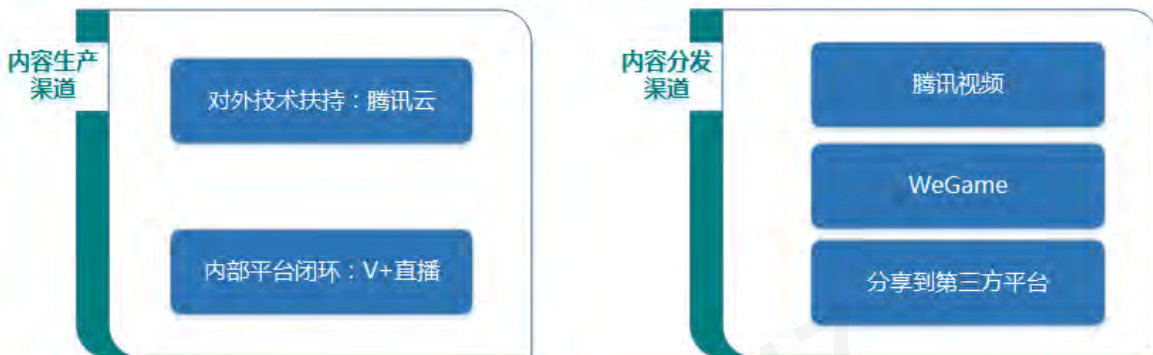 内容生产
渠道
对外技术扶持：腾讯云
内部平台闭环：V+直播
内容分发
渠道
腾讯视频
WeGame
分享到第三方平台